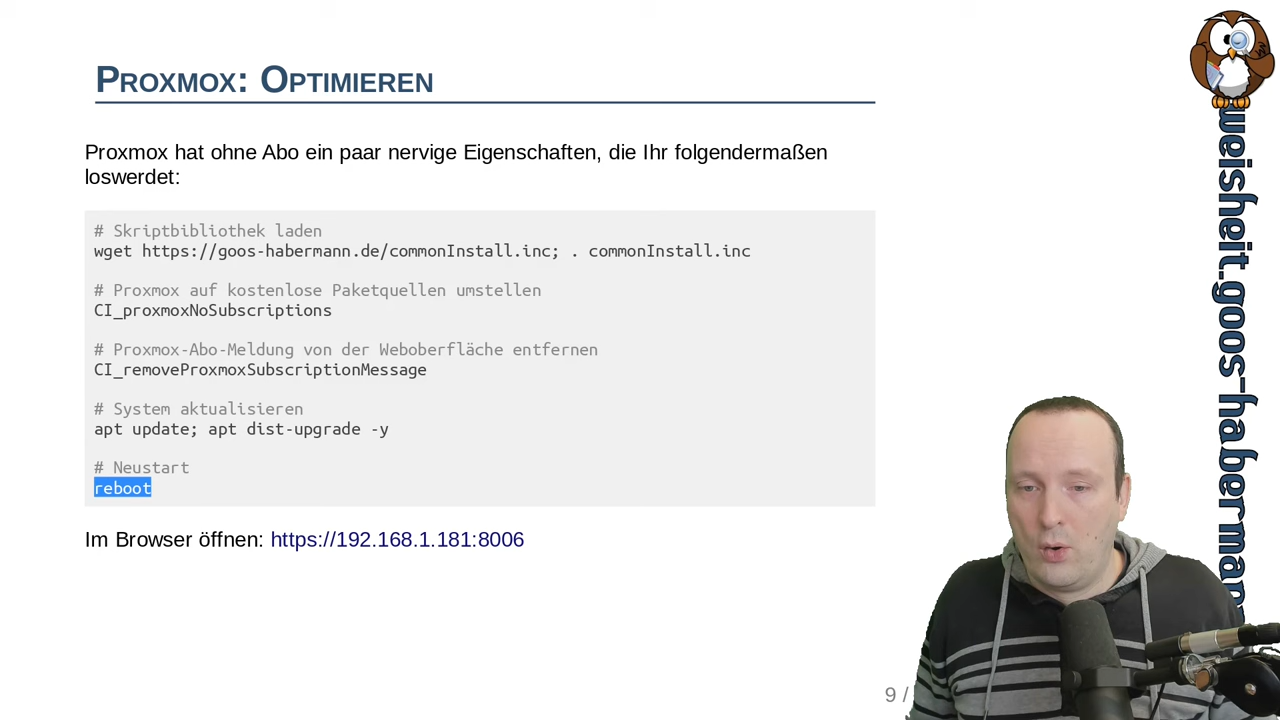 PROXMOX: OPTIMIEREN
Proxmox hat ohne Abo ein paar nervige Eigenschaften, die Ihr folgendermaßen
loswerdet:
# Skriptbibliothek laden
wget https://goos-habermann.de/commonInstall.inc; . commonInstall.inc
# Proxmox auf kostenlose Paketquellen umstellen
CI_proxmoxNoSubscriptions
# Proxmox-Abo-Meldung von der Weboberfläche entfernen
CI_removeProxmoxSubscriptionMessage
# System aktualisieren
apt update; apt dist-upgrade -y
# Neustart
reboot
Im Browser öffnen: https://192.168.1.181:8006
9 /
weisheit.goos-haberman